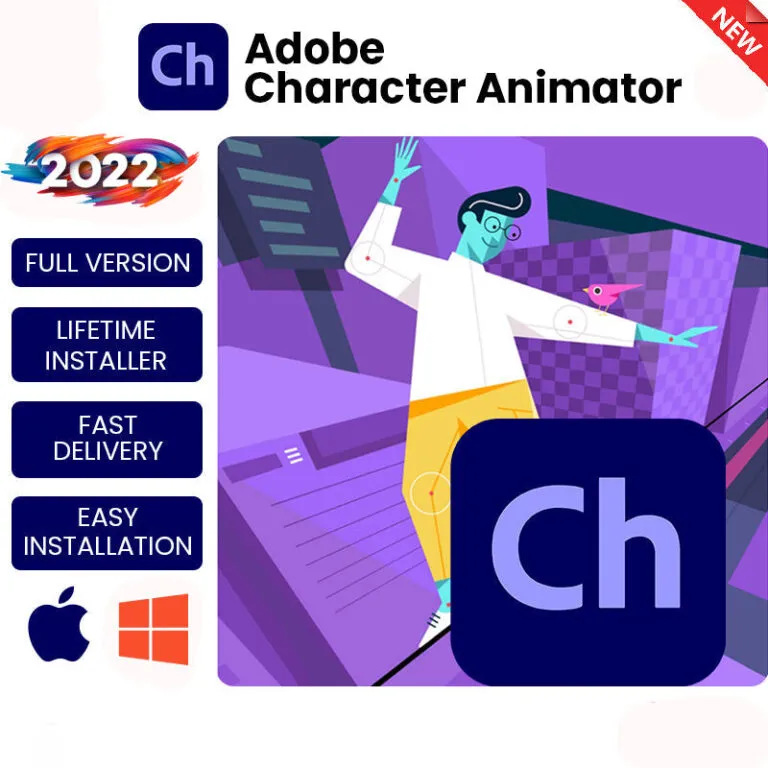 Ch
Adobe
Character Animator
NEW
2022
FULL VERSION
LIFETIME
INSTALLER
FAST
DELIVERY
EASY
INSTALLATION
Ch